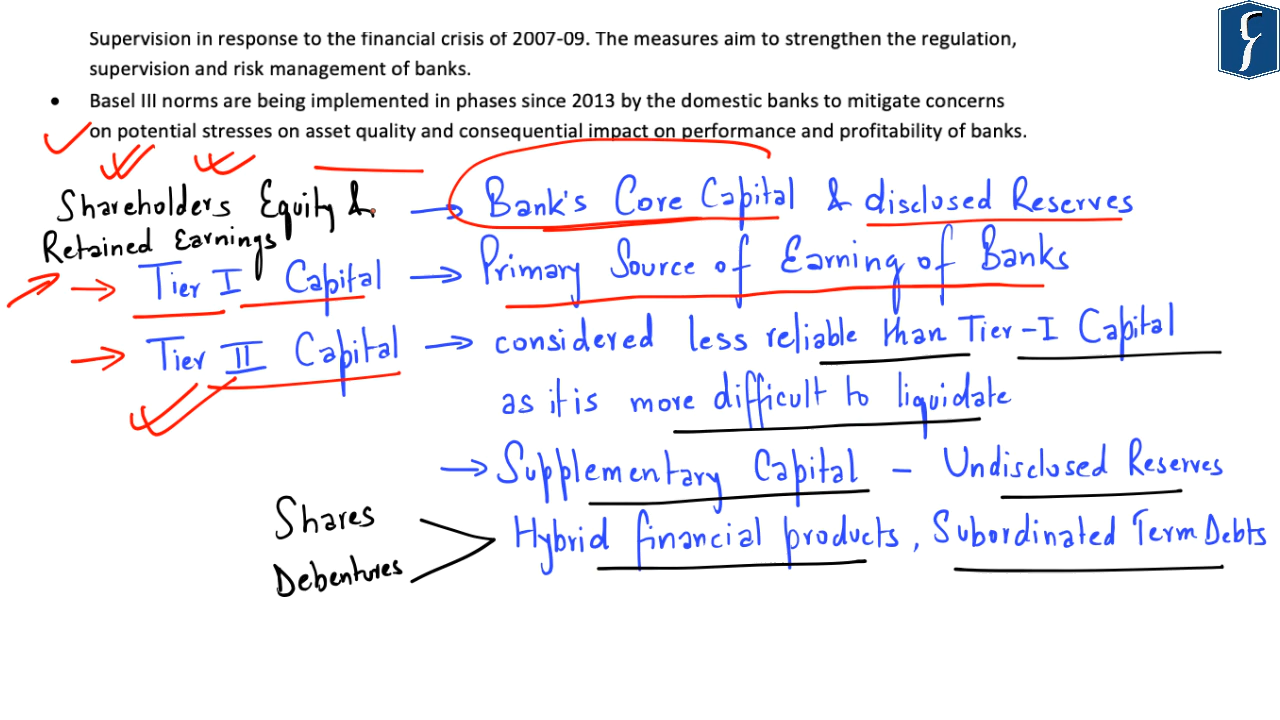 Supervision in response to the financial crisis of 2007-09. The measures aim to strengthen the regulation,
supervision and risk management of banks.
• Basel III norms are being implemented in phases since 2013 by the domestic banks to mitigate concerns
on potential stresses on asset quality and consequential impact on performance and profitability of banks.
Shareholders Equity & → Bank's Core Capital & disclosed Reserves
Retained Earnings
→ Tier I Capital → Primary Source of Earning of Banks
→ Tier II Capital → considered less reliable than Tier-I Capital
as it is more difficult to liquidate
→ Supplementary Capital - Undisclosed Reserves
Shares
Hybrid financial products, Subordinated Term Debts
Debentures